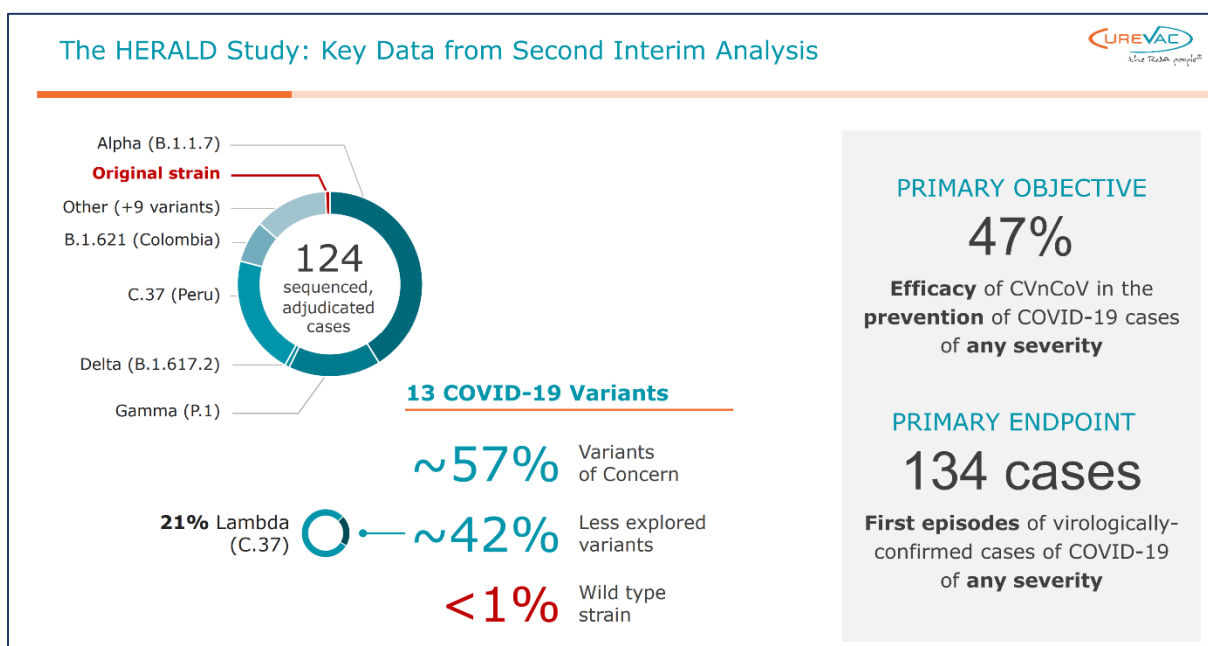 The HERALD Study: Key Data from Second Interim Analysis
CUREVAC
the RNA people®
Alpha (B.1.1.7)
Original strain
Other (+9 variants)
B.1.621 (Colombia)
C.37 (Peru)
Delta (B.1.617.2)
Gamma (P.1)
124
sequenced,
adjudicated
cases
13 COVID-19 Variants
~57%
Variants
of Concern
21% Lambda
(C.37)
~42%
Less explored
variants
<1%
Wild type
strain
PRIMARY OBJECTIVE
47%
Efficacy of CVnCoV in the
prevention of COVID-19 cases
of any severity
PRIMARY ENDPOINT
134 cases
First episodes of virologically-
confirmed cases of COVID-19
of any severity